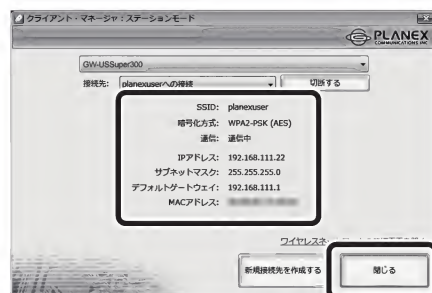 クライアント・マネージャ：ステーションモード
PLANEX
COMMUNICATIONS INC.
GW-USSuper300
接続先： planexuserへの接続 切断する
SSID: planexuser
暗号化方式: WPA2-PSK (AES)
通信: 通信中
IPアドレス: 192.168.111.22
サブネットマスク: 255.255.255.0
デフォルトゲートウェイ: 192.168.111.1
MACアドレス:
ワイヤレスネ
新規接続先を作成する 閉じる